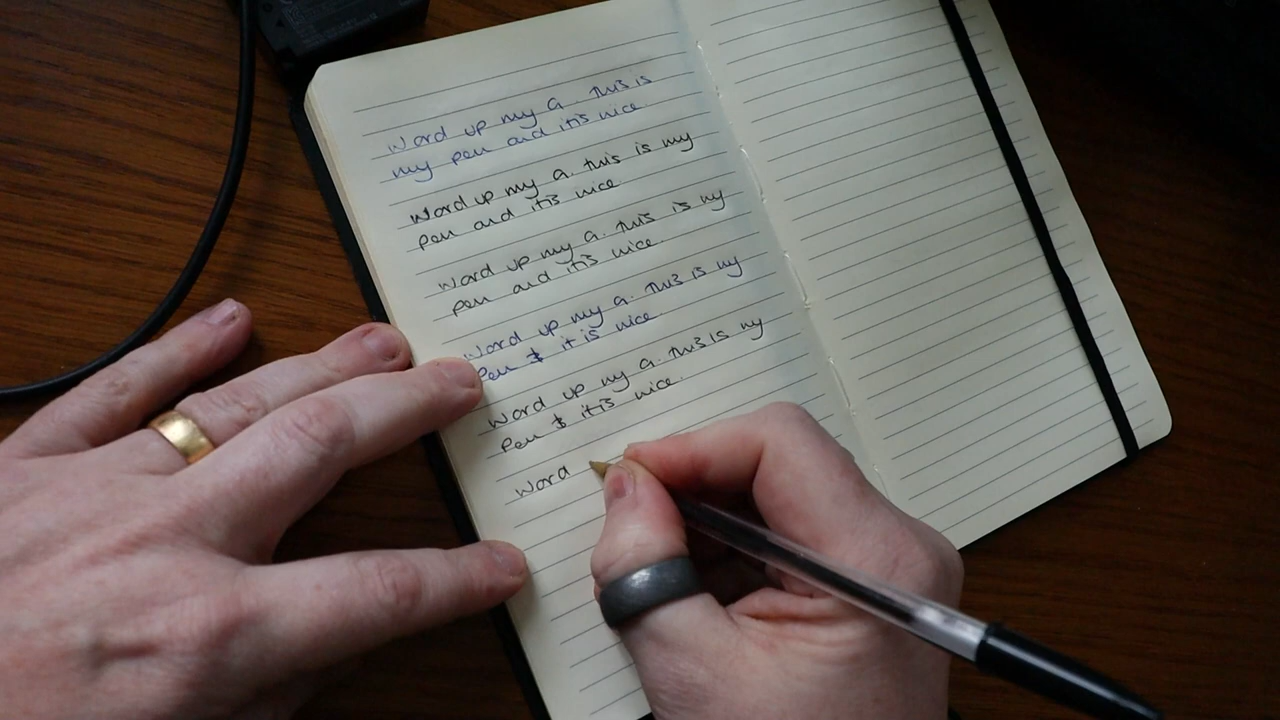 Word up my a. This is
my pen and it's nice.
Word up my a. this is my
pen and it's nice.
Word up my a. this is my
pen and it's nice.
Word up my a. this is my
Pen & it is nice.
Word up my a. this is my
Pen & it is nice.
Word